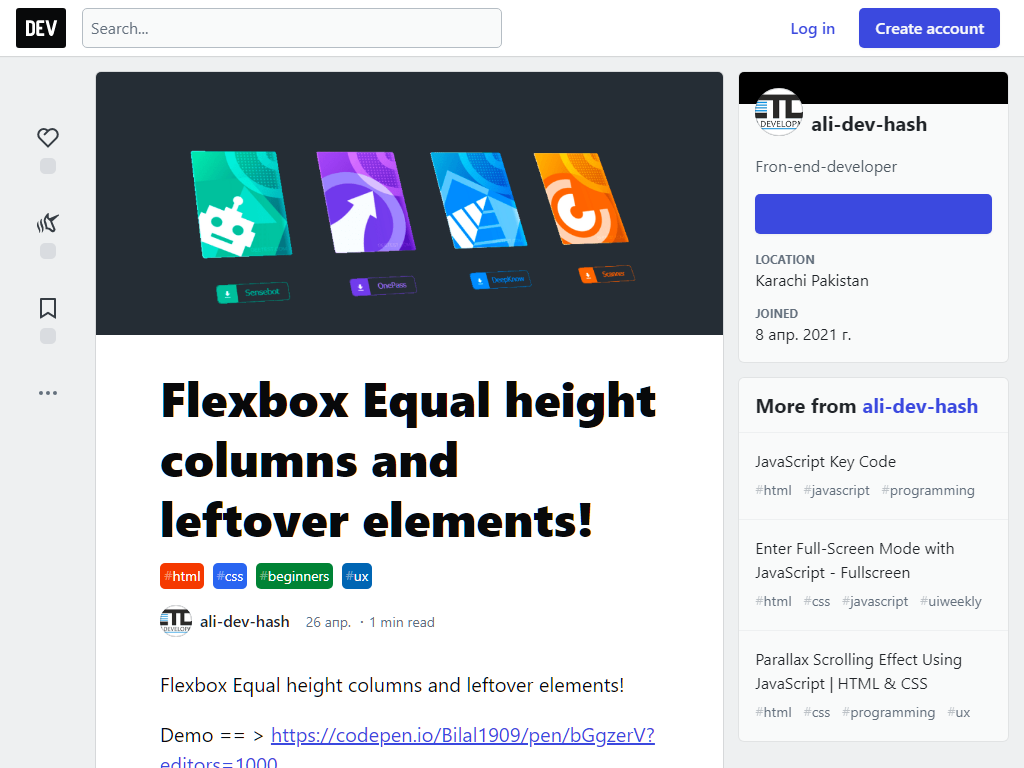 DEV
Search...
Log in
Create account
Sensebot
OnePass
DeepKnow
Scanner
Flexbox Equal height
columns and
leftover elements!
#html #css #beginners #ux
ali-dev-hash 26 апр. · 1 min read
Flexbox Equal height columns and leftover elements!
Demo == > https://codepen.io/Bilal1909/pen/bGgzerV?
editors=1000
ali-dev-hash
Fron-end-developer
LOCATION
Karachi Pakistan
JOINED
8 апр. 2021 г.
More from ali-dev-hash
JavaScript Key Code
#html #javascript #programming
Enter Full-Screen Mode with
JavaScript - Fullscreen
#html #css #javascript #uiweekly
Parallax Scrolling Effect Using
JavaScript | HTML & CSS
#html #css #programming #ux